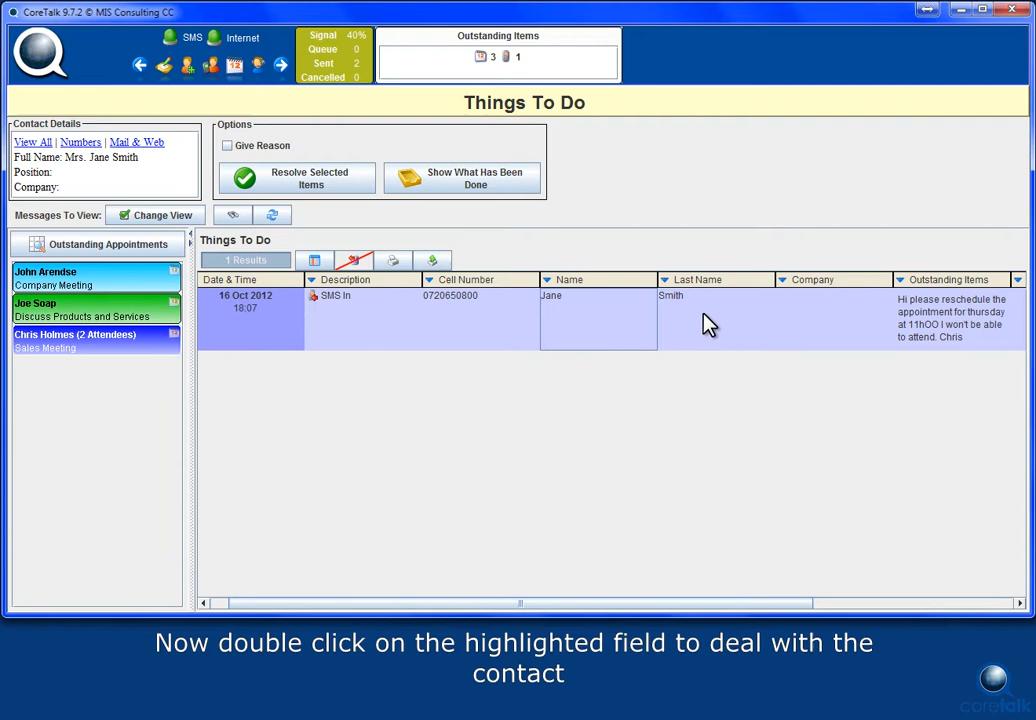 CoreTalk 9.7.2 © MIS Consulting CC
SMS
Internet
Signal 40%
Queue 0
Sent 2
Cancelled 0
Outstanding Items
12 3 1
12
Things To Do
Contact Details
View All | Numbers | Mail & Web
Full Name: Mrs. Jane Smith
Position:
Company:
Options
Give Reason
Resolve Selected
Items
Show What Has Been
Done
Messages To View:
Change View
Outstanding Appointments
John Arendse
Company Meeting
Joe Soap
Discuss Products and Services
Chris Holmes (2 Attendees)
Sales Meeting
Things To Do
1 Results
Date & Time Description Cell Number Name Last Name Company Outstanding Items
16 Oct 2012 SMS In 0720650800 Jane Smith
18:07
Hi please reschedule the
appointment for thursday
at 11hOO I won't be able
to attend. Chris
Now double click on the highlighted field to deal with the
contact
coretalk